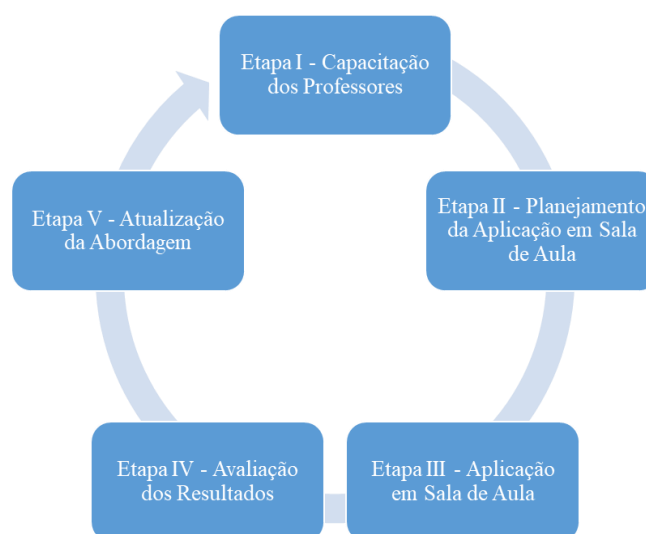 Etapa I - Capacitação
dos Professores
Etapa II - Planejamento
da Aplicação em Sala
de Aula
Etapa III - Aplicação
em Sala de Aula
Etapa IV - Avaliação
dos Resultados
Etapa V - Atualização
da Abordagem